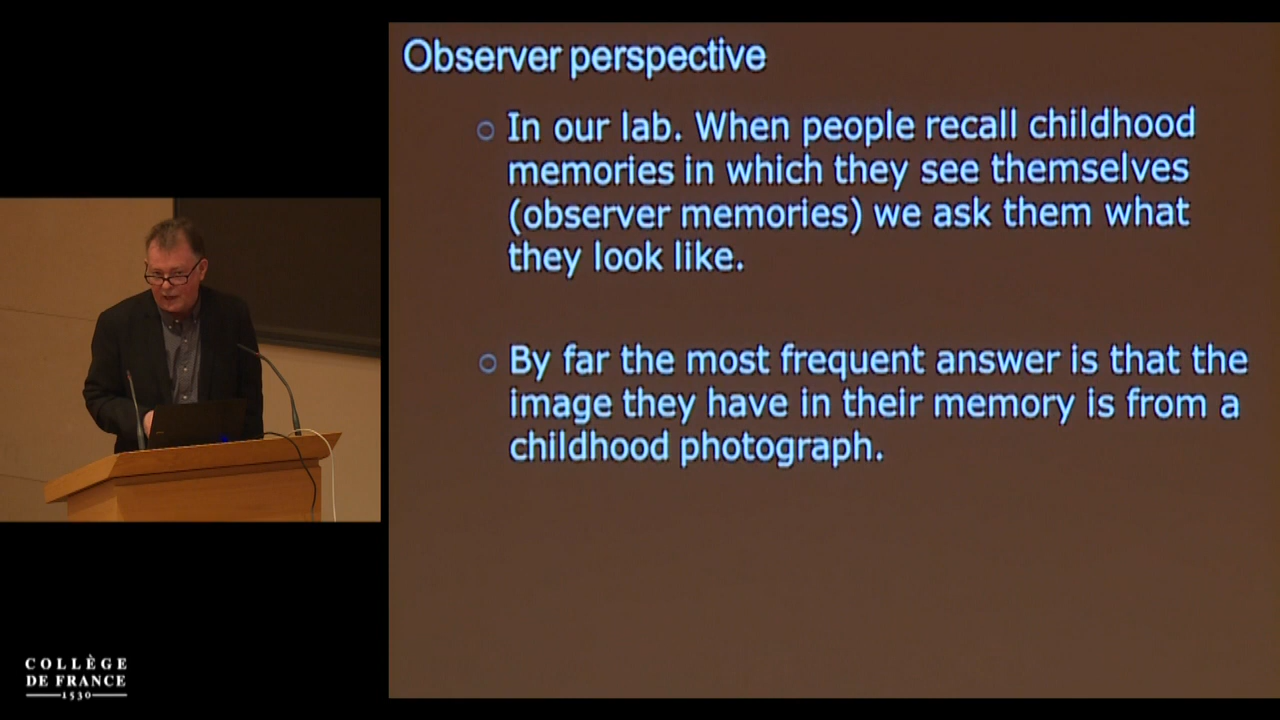 Observer perspective
In our lab. When people recall childhood
memories in which they see themselves
(observer memories) we ask them what
they look like.
By far the most frequent answer is that the
image they have in their memory is from a
childhood photograph.
COLLÈGE
DE FRANCE
1530